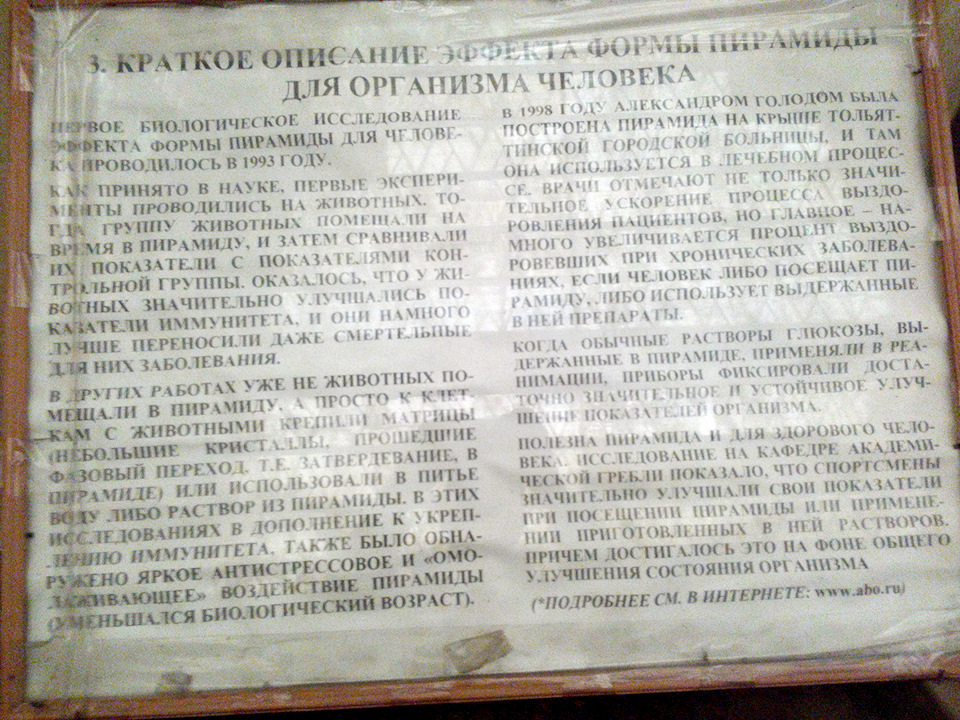 3. КРАТКОЕ ОПИСАНИЕ ЭФФЕКТА ФОРМЫ ПИРАМИДЫ
ДЛЯ ОРГАНИЗМА ЧЕЛОВЕКА
ПЕРВОЕ БИОЛОГИЧЕСКОЕ ИССЛЕДОВАНИЕ
ЭФФЕКТА ФОРМЫ ПИРАМИДЫ ДЛЯ ЧЕЛОВЕ-
КА ПРОВОДИЛОСЬ В 1993 ГОДУ.
КАК ПРИНЯТО В НАУКЕ, ПЕРВЫЕ ЭКСПЕРИ-
МЕНТЫ ПРОВОДИЛИСЬ НА ЖИВОТНЫХ. ТО-
ГДА ГРУППУ ЖИВОТНЫХ ПОМЕЩАЛИ НА
ВРЕМЯ В ПИРАМИДУ, И ЗАТЕМ СРАВНИВАЛИ
ИХ ПОКАЗАТЕЛИ С ПОКАЗАТЕЛЯМИ КОН-
ТРОЛЬНОЙ ГРУППЫ. ОКАЗАЛОСЬ, ЧТО У ЖИ-
ВОТНЫХ ЗНАЧИТЕЛЬНО УЛУЧШАЛИСЬ ПО-
КАЗАТЕЛИ ИММУНИТЕТА, И ОНИ НАМНОГО
ЛУЧШЕ ПЕРЕНОСИЛИ ДАЖЕ СМЕРТЕЛЬНЫЕ
ДЛЯ НИХ ЗАБОЛЕВАНИЯ.
В ДРУГИХ РАБОТАХ УЖЕ НЕ ЖИВОТНЫХ ПО-
МЕЩАЛИ В ПИРАМИДУ, А ПРОСТО К КЛЕТ-
КАМ С ЖИВОТНЫМИ КРЕПИЛИ МАТРИЦЫ
(НЕБОЛЬШИЕ КРИСТАЛЛЫ, ПРОШЕДШИЕ
ФАЗОВЫЙ ПЕРЕХОД, Т.Е. ЗАТВЕРДЕВАНИЕ, В
ПИРАМИДЕ) ИЛИ ИСПОЛЬЗОВАЛИ В ПИТЬЕ
ВОДУ ЛИБО РАСТВОР ИЗ ПИРАМИДЫ. В ЭТИХ
ИССЛЕДОВАНИЯХ В ДОПОЛНЕНИЕ К УКРЕП-
ЛЕНИЮ ИММУНИТЕТА, ТАКЖЕ БЫЛО ОБНА-
РУЖЕНО ЯРКОЕ АНТИСТРЕССОВОЕ И «ОМО-
ЛАЖИВАЮЩЕЕ» ВОЗДЕЙСТВИЕ ПИРАМИДЫ
(УМЕНЬШАЛСЯ БИОЛОГИЧЕСКИЙ ВОЗРАСТ).
В 1998 ГОДУ АЛЕКСАНДРОМ ГОЛОДОМ БЫЛА
ПОСТРОЕНА ПИРАМИДА НА КРЫШЕ ТОЛЬЯТ-
ТИНСКОЙ ГОРОДСКОЙ БОЛЬНИЦЫ, И ТАМ
ОНА ИСПОЛЬЗУЕТСЯ В ЛЕЧЕБНОМ ПРОЦЕС-
СЕ. ВРАЧИ ОТМЕЧАЮТ НЕ ТОЛЬКО ЗНАЧИ-
ТЕЛЬНОЕ УСКОРЕНИЕ ПРОЦЕССА ВЫЗДО-
РОВЛЕНИЯ ПАЦИЕНТОВ, НО ГЛАВНОЕ – НА-
МНОГО УВЕЛИЧИВАЕТСЯ ПРОЦЕНТ ВЫЗДО-
РОВЕВШИХ ПРИ ХРОНИЧЕСКИХ ЗАБОЛЕВА-
НИЯХ, ЕСЛИ ЧЕЛОВЕК ЛИБО ПОСЕЩАЕТ ПИ-
РАМИДУ, ЛИБО ИСПОЛЬЗУЕТ ВЫДЕРЖАННЫЕ
В НЕЙ ПРЕПАРАТЫ.
КОГДА ОБЫЧНЫЕ РАСТВОРЫ ГЛЮКОЗЫ, ВЫ-
ДЕРЖАННЫЕ В ПИРАМИДЕ, ПРИМЕНЯЛИ В РЕА-
НИМАЦИИ, ПРИБОРЫ ФИКСИРОВАЛИ ДОСТА-
ТОЧНО ЗНАЧИТЕЛЬНОЕ И УСТОЙЧИВОЕ УЛУЧ-
ШЕНИЕ ПОКАЗАТЕЛЕЙ ОРГАНИЗМА.
ПОЛЕЗНА ПИРАМИДА И ДЛЯ ЗДОРОВОГО ЧЕЛО-
ВЕКА. ИССЛЕДОВАНИЕ НА КАФЕДРЕ АКАДЕМИ-
ЧЕСКОЙ ГРЕБЛИ ПОКАЗАЛО, ЧТО СПОРТСМЕНЫ
ЗНАЧИТЕЛЬНО УЛУЧШАЛИ СВОИ ПОКАЗАТЕЛИ
ПРИ ПОСЕЩЕНИИ ПИРАМИДЫ ИЛИ ПРИМЕНЕ-
НИИ ПРИГОТОВЛЕННЫХ В НЕЙ РАСТВОРОВ.
ПРИЧЕМ ДОСТИГАЛОСЬ ЭТО НА ФОНЕ ОБЩЕГО
УЛУЧШЕНИЯ СОСТОЯНИЯ ОРГАНИЗМА
(*ПОДРОБНЕЕ СМ. В ИНТЕРНЕТЕ: www.abo.ru)